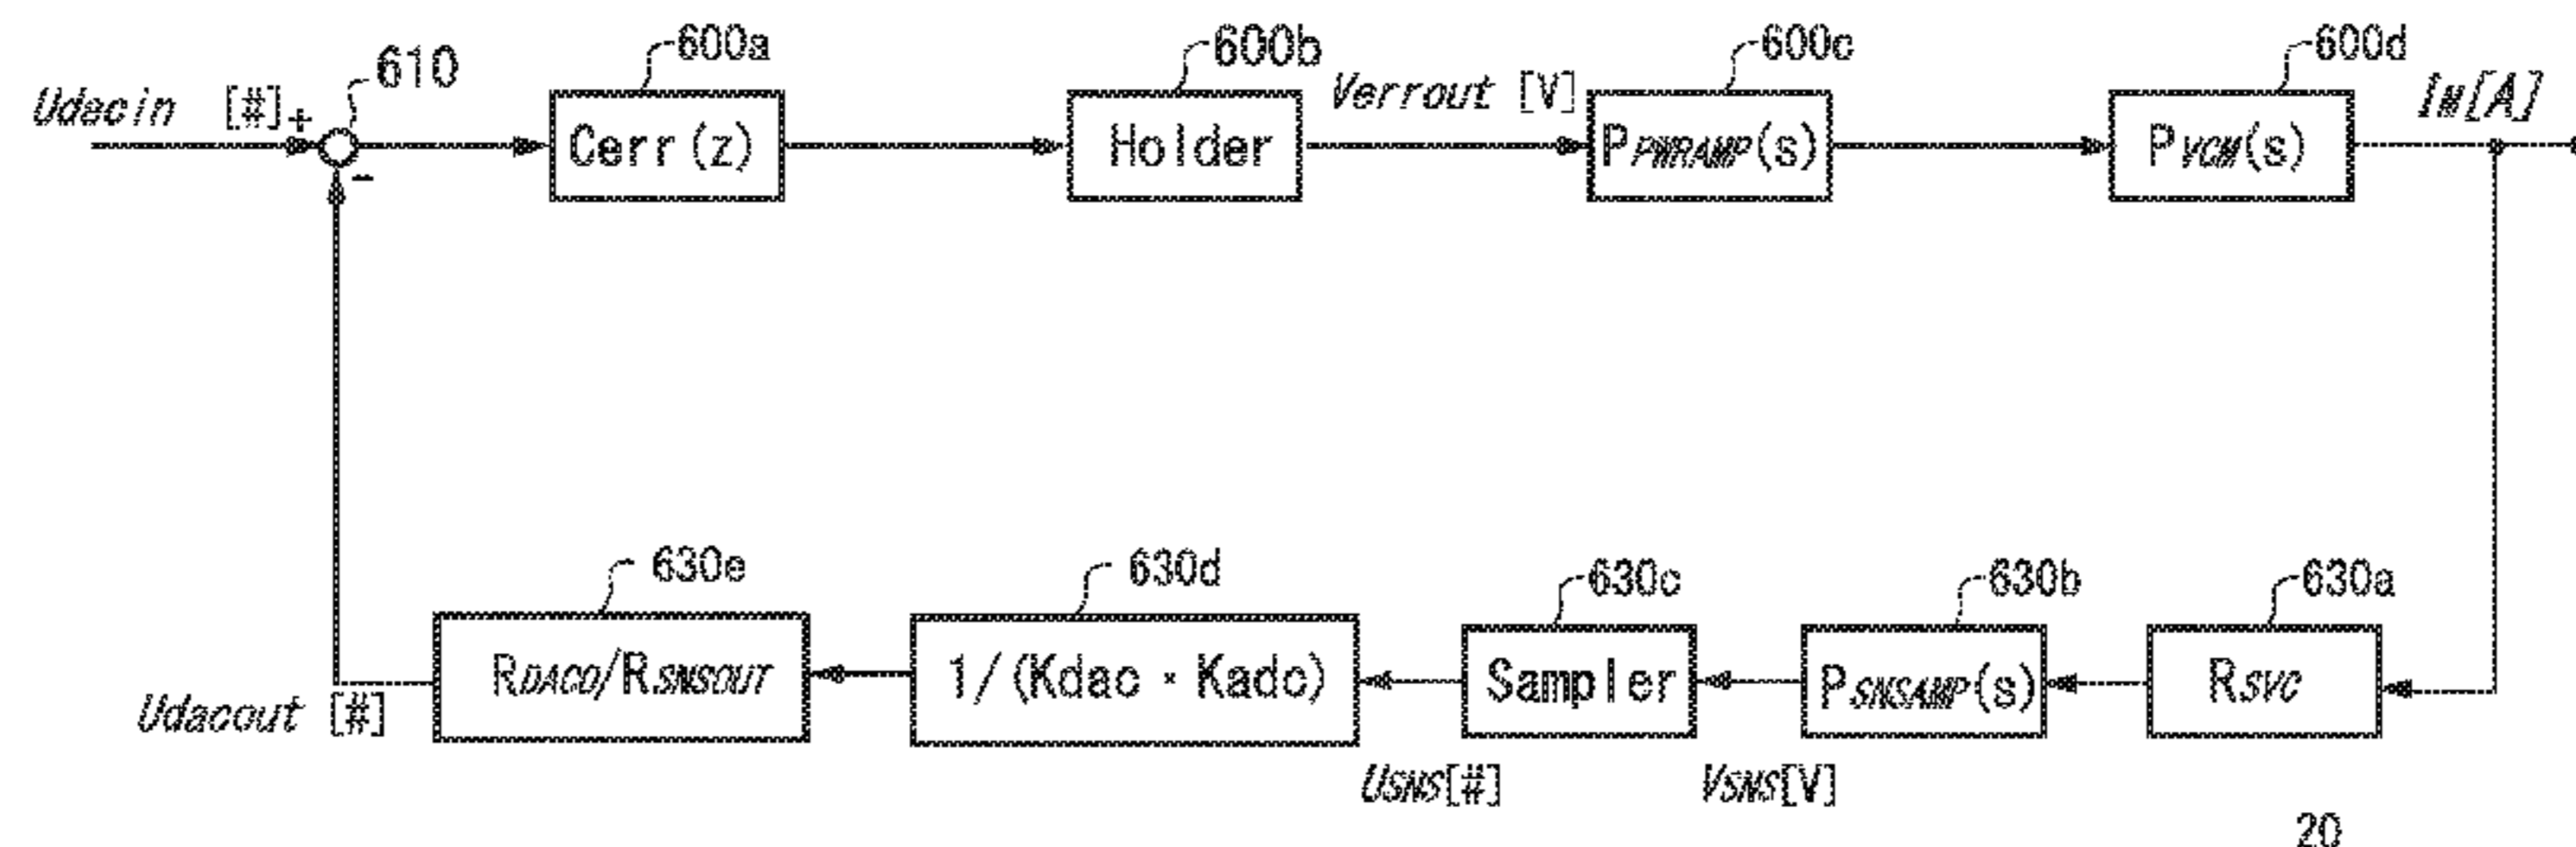 610
600a
600b
600c
600d
Udacin [#]
+
-
Cerr(z)
Holder
Verrout [V]
PPWRAMP(s)
PVCM(s)
IM[A]
630e
630d
630c
630b
630a
Udacout [#]
RDACO/RSNSOUT
1/(Kdac・Kadc)
Sampler
PSNSAMP(s)
RSVC
USNS[#]
VSNS[V]
20